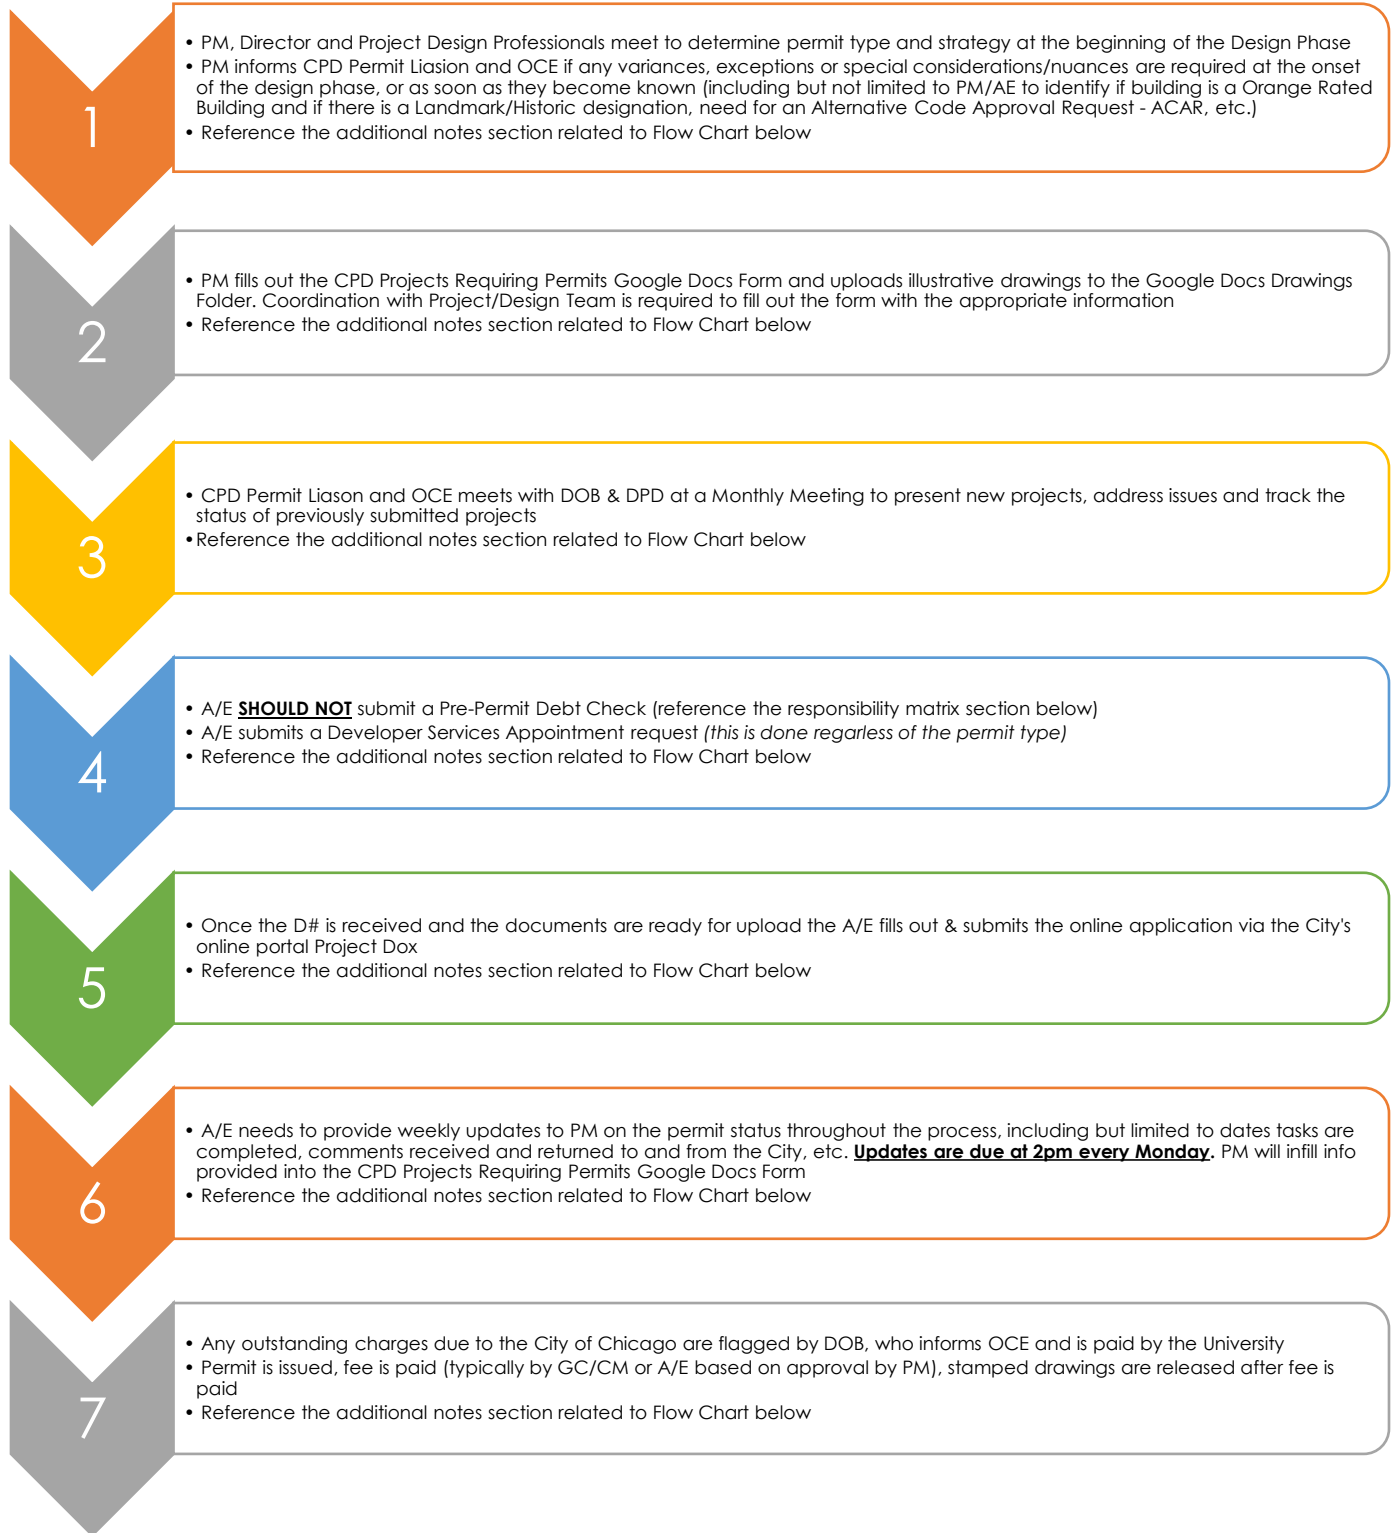 1
• PM, Director and Project Design Professionals meet to determine permit type and strategy at the beginning of the Design Phase
• PM informs CPD Permit Liasion and OCE if any variances, exceptions or special considerations/nuances are required at the onset
of the design phase, or as soon as they become known (including but not limited to PM/AE to identify if building is a Orange Rated
Building and if there is a Landmark/Historic designation, need for an Alternative Code Approval Request - ACAR, etc.)
• Reference the additional notes section related to Flow Chart below
2
• PM fills out the CPD Projects Requiring Permits Google Docs Form and uploads illustrative drawings to the Google Docs Drawings
Folder. Coordination with Project/Design Team is required to fill out the form with the appropriate information
• Reference the additional notes section related to Flow Chart below
3
• CPD Permit Liason and OCE meets with DOB & DPD at a Monthly Meeting to present new projects, address issues and track the
status of previously submitted projects
•Reference the additional notes section related to Flow Chart below
4
• A/E SHOULD NOT submit a Pre-Permit Debt Check (reference the responsibility matrix section below)
• A/E submits a Developer Services Appointment request (this is done regarless of the permit type)
• Reference the additional notes section related to Flow Chart below
5
• Once the D# is received and the documents are ready for upload the A/E fills out & submits the online application via the City's
online portal Project Dox
• Reference the additional notes section related to Flow Chart below
6
• A/E needs to provide weekly updates to PM on the permit status throughout the process, including but limited to dates tasks are
completed, comments received and returned to and from the City, etc. Updates are due at 2pm every Monday. PM will infill info
provided into the CPD Projects Requiring Permits Google Docs Form
• Reference the additional notes section related to Flow Chart below
7
• Any outstanding charges due to the City of Chicago are flagged by DOB, who informs OCE and is paid by the University
• Permit is issued, fee is paid (typically by GC/CM or A/E based on approval by PM), stamped drawings are released after fee is
paid
• Reference the additional notes section related to Flow Chart below